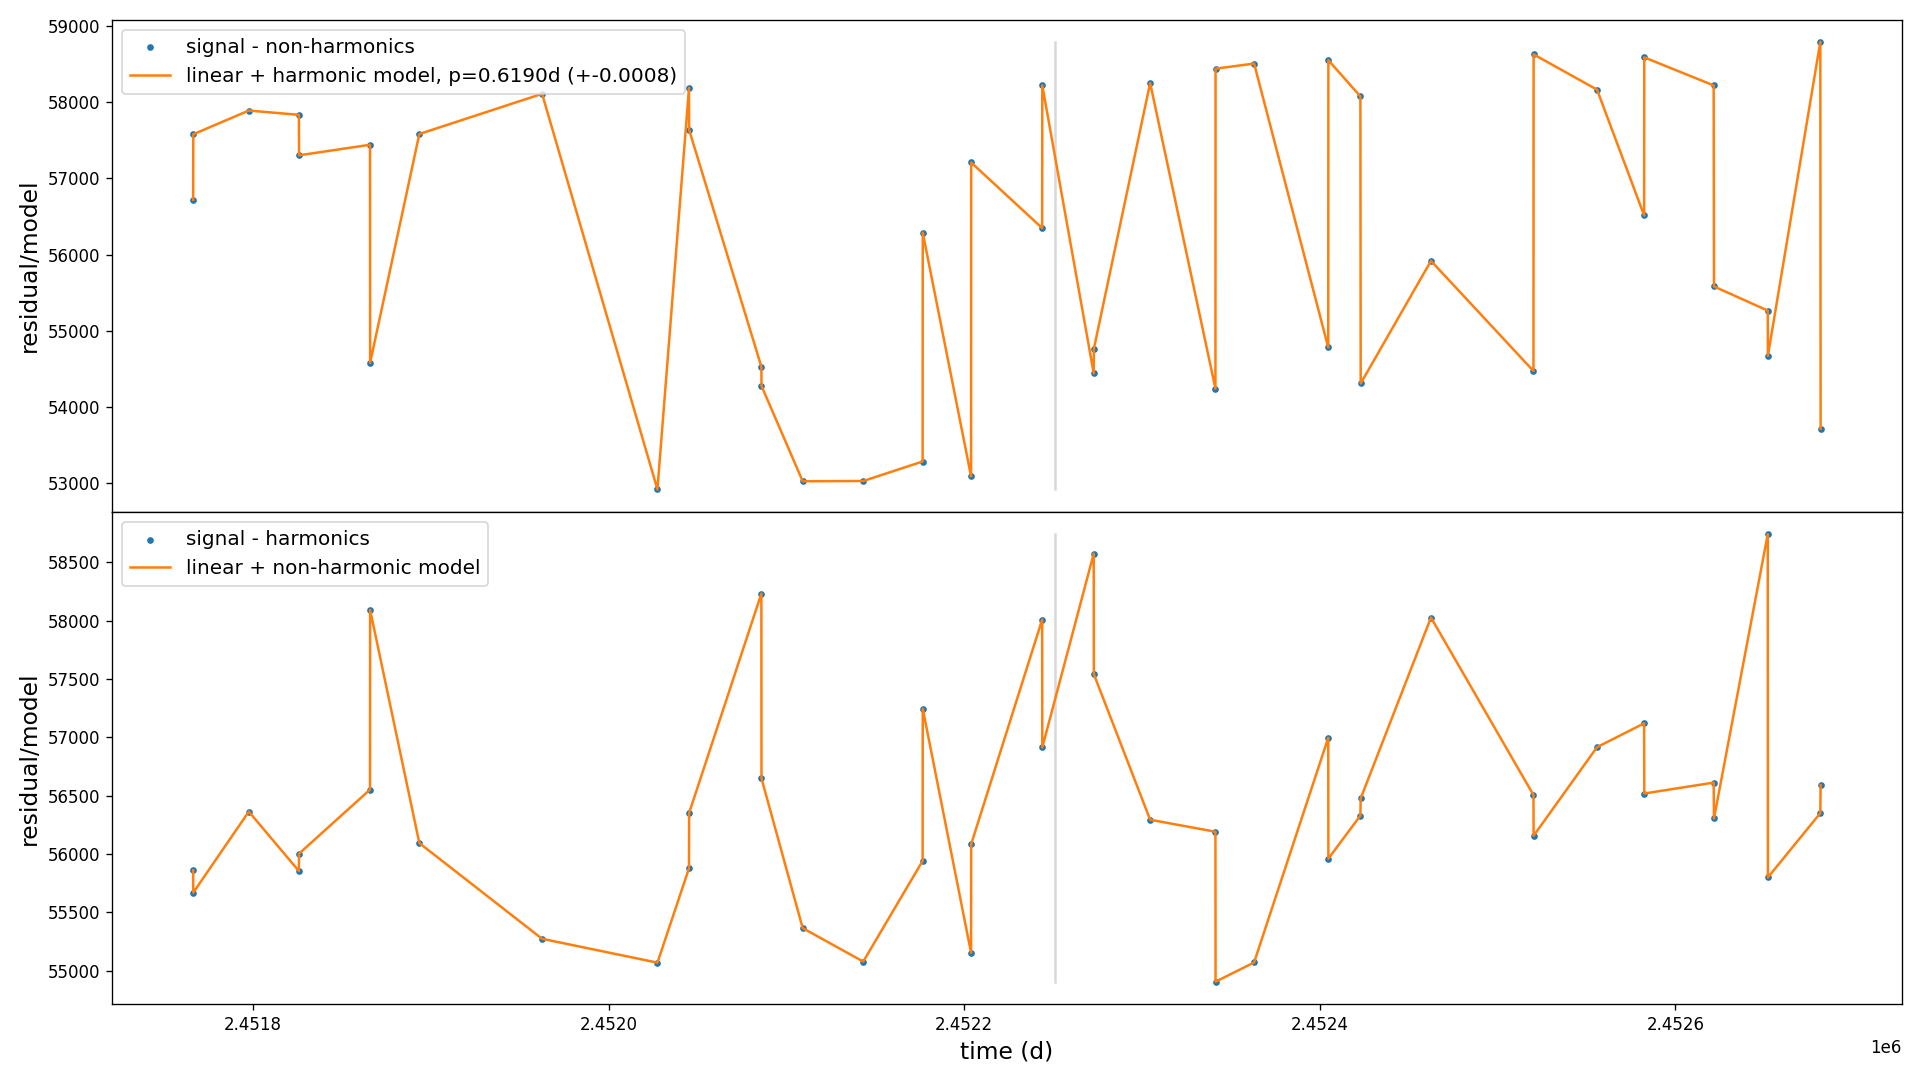 59000
58000
57000
56000
55000
54000
53000
residual/model
signal - non-harmonics
linear + harmonic model, p=0.6190d (+-0.0008)
58500
58000
57500
57000
56500
56000
55500
55000
residual/model
signal - harmonics
linear + non-harmonic model
2.4518 2.4520 2.4522 2.4524 2.4526
time (d)
1e6